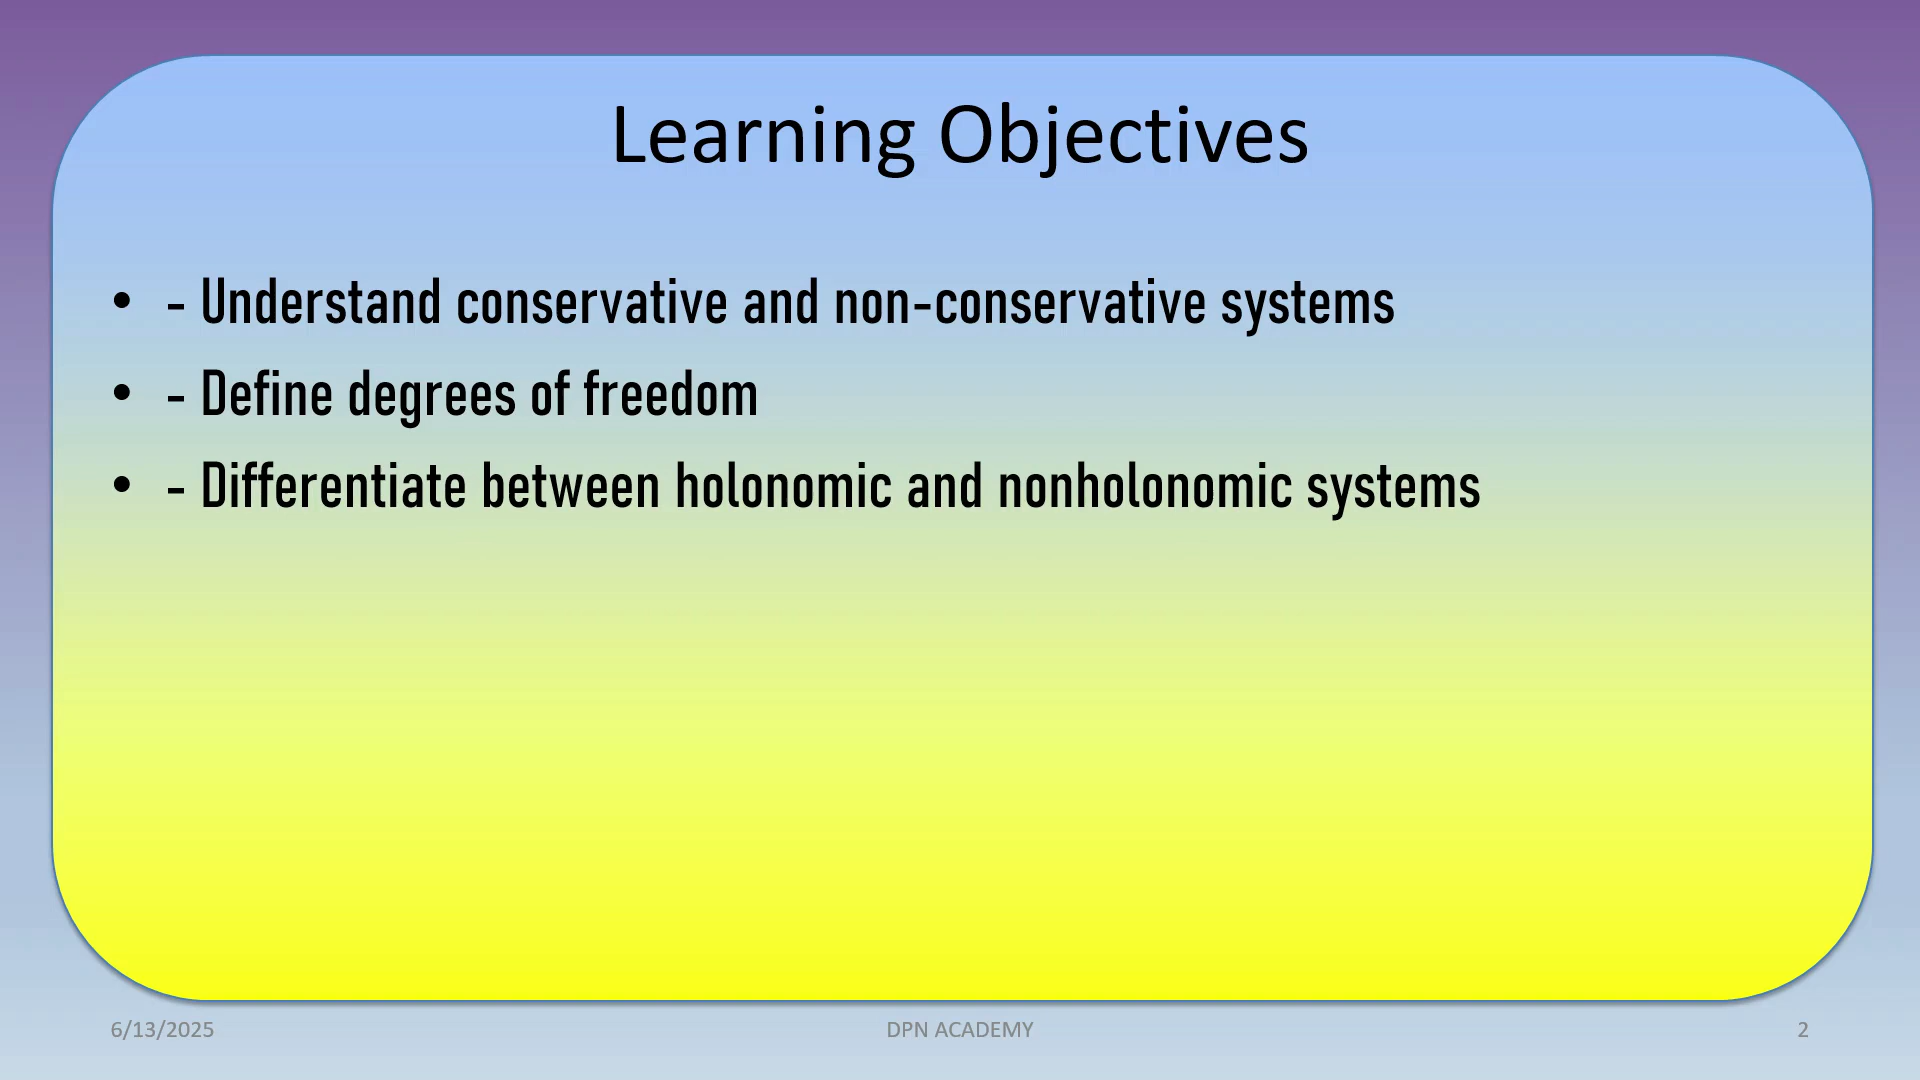 Learning Objectives
• - Understand conservative and non-conservative systems
• - Define degrees of freedom
• - Differentiate between holonomic and nonholonomic systems
6/13/2025
DPN ACADEMY
2